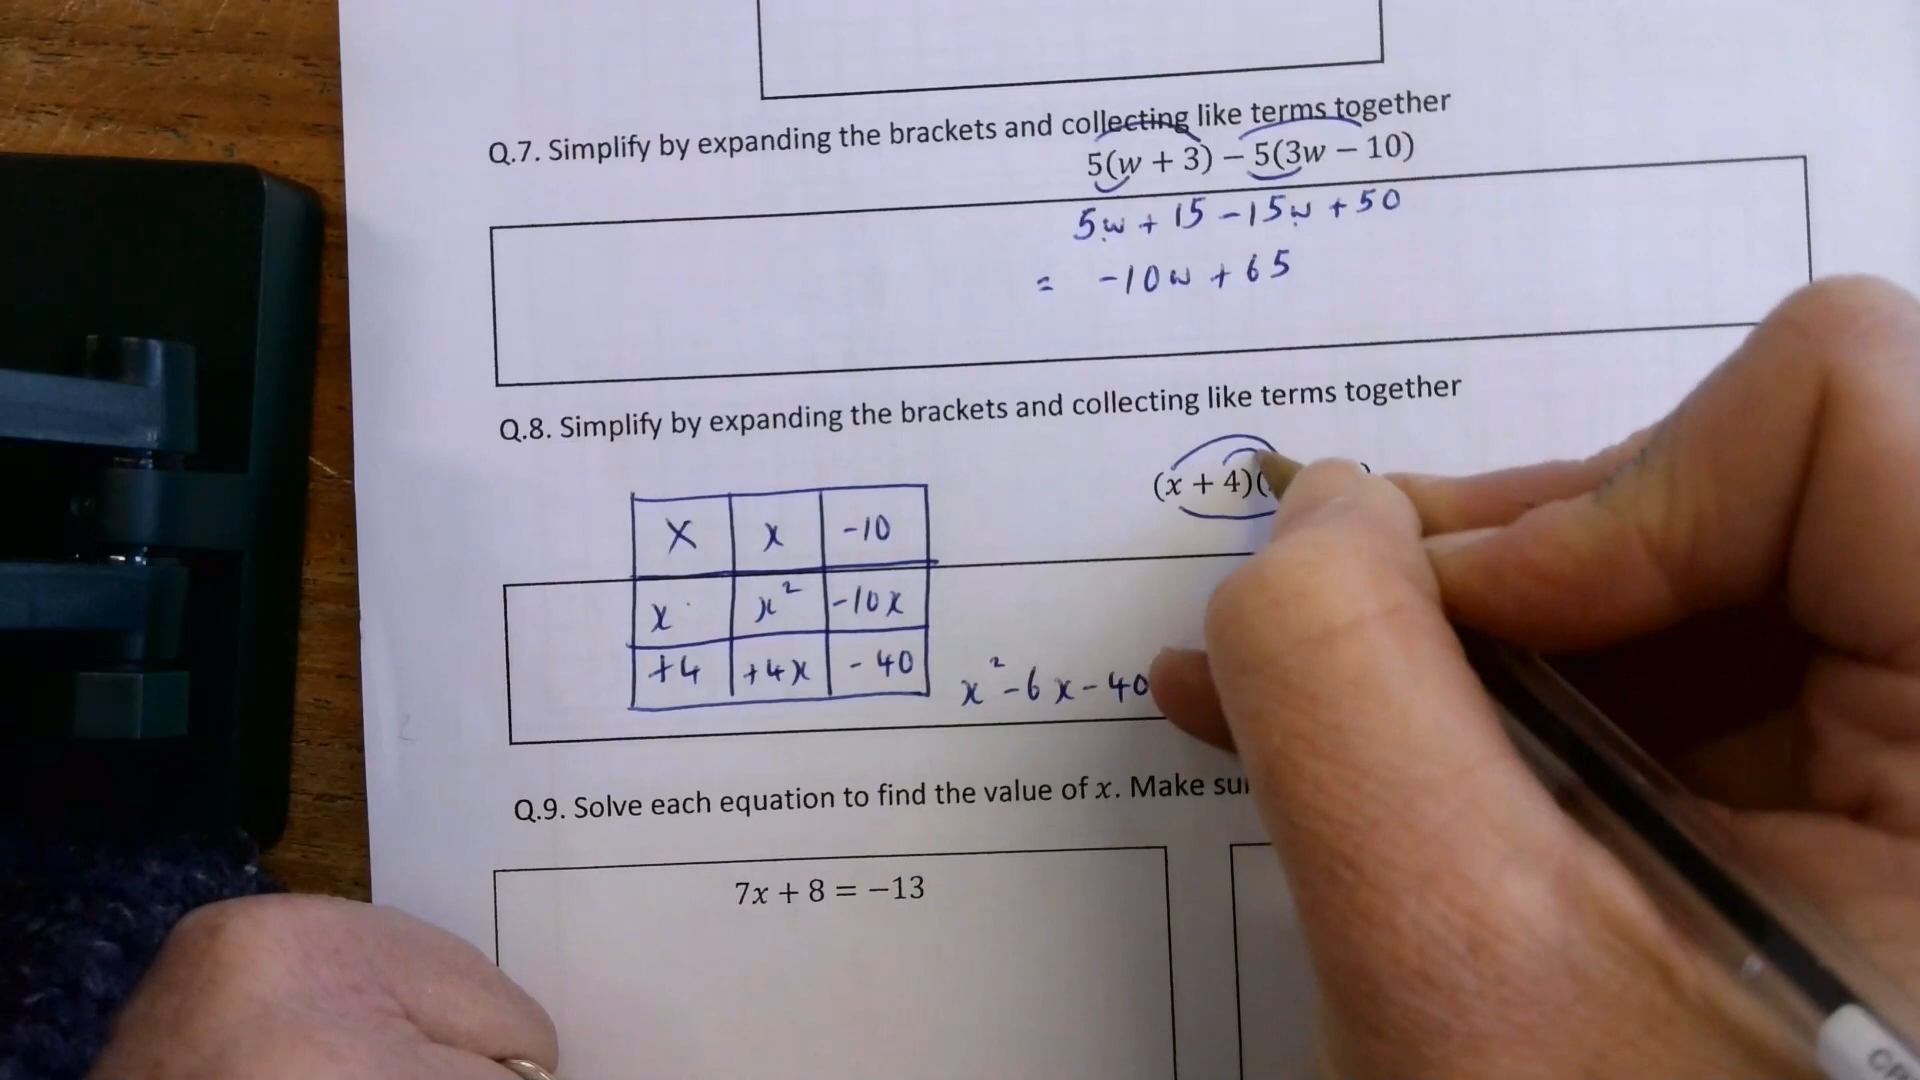 Q.7. Simplify by expanding the brackets and collecting like terms together
5(w + 3) − 5(3w − 10)
5w + 15 - 15w + 50
= -10w + 65
Q.8. Simplify by expanding the brackets and collecting like terms together
(x + 4)(
X x -10
x x² -10x
+4 +4x - 40
x² - 6x - 40
Q.9. Solve each equation to find the value of x. Make
7x + 8 = −13